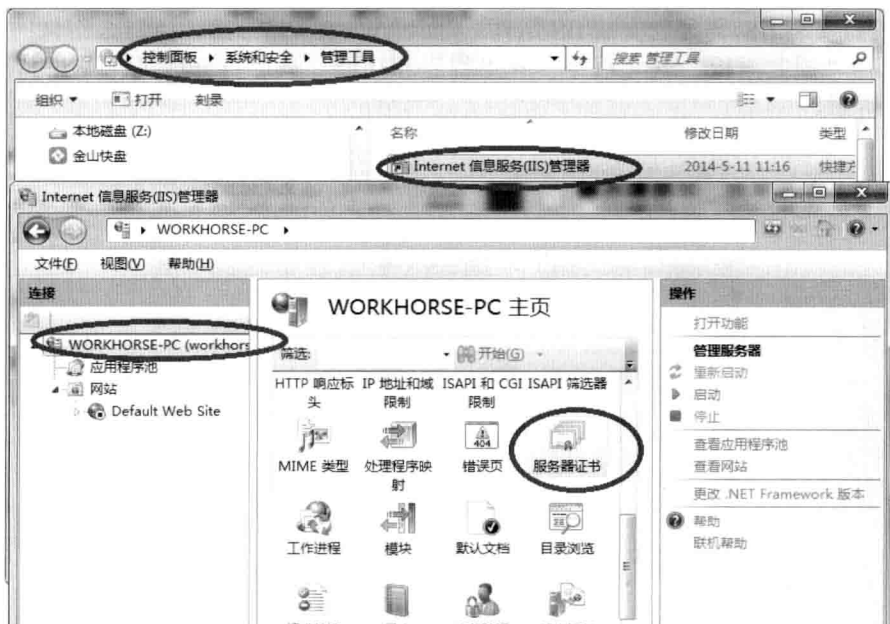 控制面板 ▸ 系统和安全 ▸ 管理工具
搜索 管理工具
组织 打开 刻录
本地磁盘 (Z:)
金山快盘
名称 修改日期 类型
Internet 信息服务(IIS)管理器 2014-5-11 11:16 快捷方
Internet 信息服务(IIS)管理器
WORKHORSE-PC
文件(F) 视图(V) 帮助(H)
连接
WORKHORSE-PC (workhors
应用程序池
网站
Default Web Site
WORKHORSE-PC 主页
筛选: 开始(G)
HTTP 响应标头
IP 地址和域限制
ISAPI 和 CGI 限制
ISAPI 筛选器
MIME 类型
处理程序映射
404
错误页
服务器证书
工作进程
模块
默认文档
目录浏览
操作
打开功能
管理服务器
重新启动
启动
停止
查看应用程序池
查看网站
更改 .NET Framework 版本
帮助
联机帮助